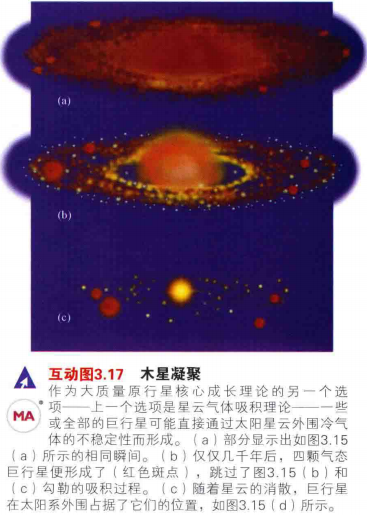 (a)
(b)
(c)
互动图3.17 木星凝聚
MA
作为大质量原行星核心成长理论的另一个选
项——上一个选项是星云气体吸积理论——一些
或全部的巨行星可能直接通过太阳星云外围冷气
体的不稳定性而形成。(a)部分显示出如图3.15
(a)所示的相同瞬间。(b)仅仅几千年后，四颗气态
巨行星便形成了(红色斑点)，跳过了图3.15(b)和
(c)勾勒的吸积过程。(c)随着星云的消散，巨行星
在太阳系外围占据了它们的位置，如图3.15(d)所示。